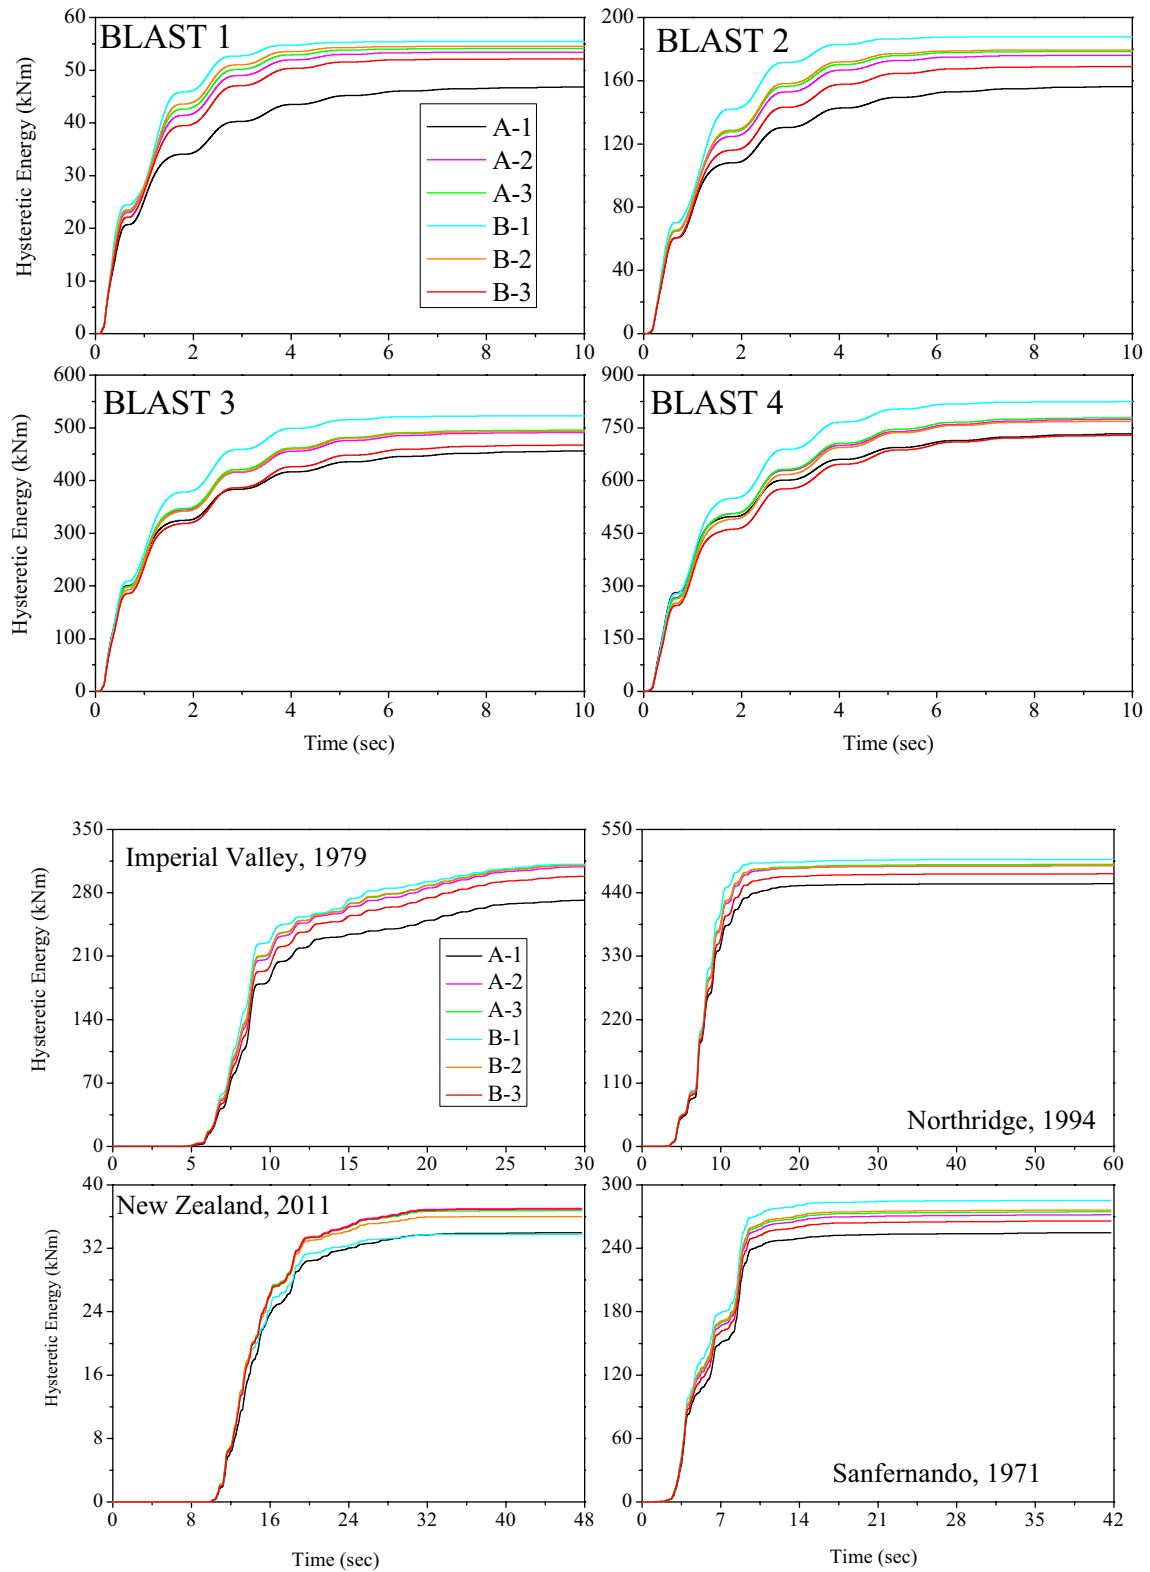 BLAST 1
Hysteretic Energy (kNm)
60
50
40
30
20
10
0
0 2 4 6 8 10
A-1
A-2
A-3
B-1
B-2
B-3
BLAST 2
Hysteretic Energy (kNm)
200
160
120
80
40
0
0 2 4 6 8 10
BLAST 3
Hysteretic Energy (kNm)
600
500
400
300
200
100
0
0 2 4 6 8 10
Time (sec)
BLAST 4
900
750
600
450
300
150
0
0 2 4 6 8 10
Time (sec)
Imperial Valley, 1979
Hysteretic Energy (kNm)
350
280
210
140
70
0
0 5 10 15 20 25 30
A-1
A-2
A-3
B-1
B-2
B-3
Northridge, 1994
550
440
330
220
110
0
0 10 20 30 40 50 60
New Zealand, 2011
Hysteretic Energy (kNm)
40
32
24
16
8
0
0 8 16 24 32 40 48
Time (sec)
Sanfernando, 1971
300
240
180
120
60
0
0 7 14 21 28 35 42
Time (sec)